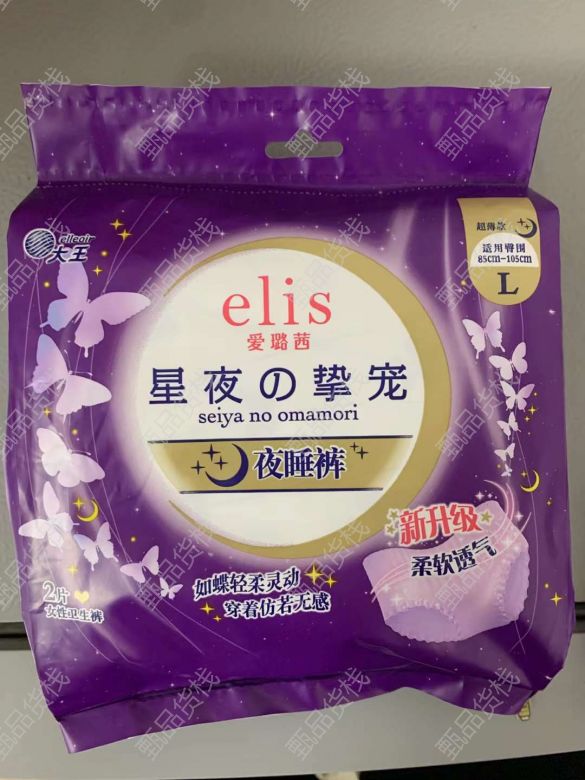 elleair
大王
超薄款
适用臀围
85cm-105cm
L
elis
爱璐茜
星夜の挚宠
seiya no omamori
夜睡裤
新升级
柔软透气
如蝶轻柔灵动
穿着仿若无感
2片
女性卫生裤
甄品货栈